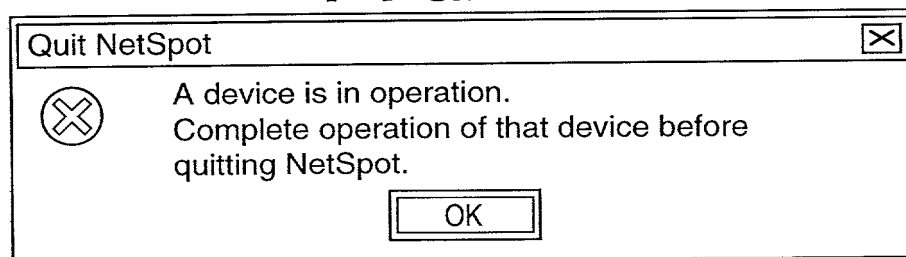 Quit NetSpot
A device is in operation.
Complete operation of that device before
quitting NetSpot.
OK